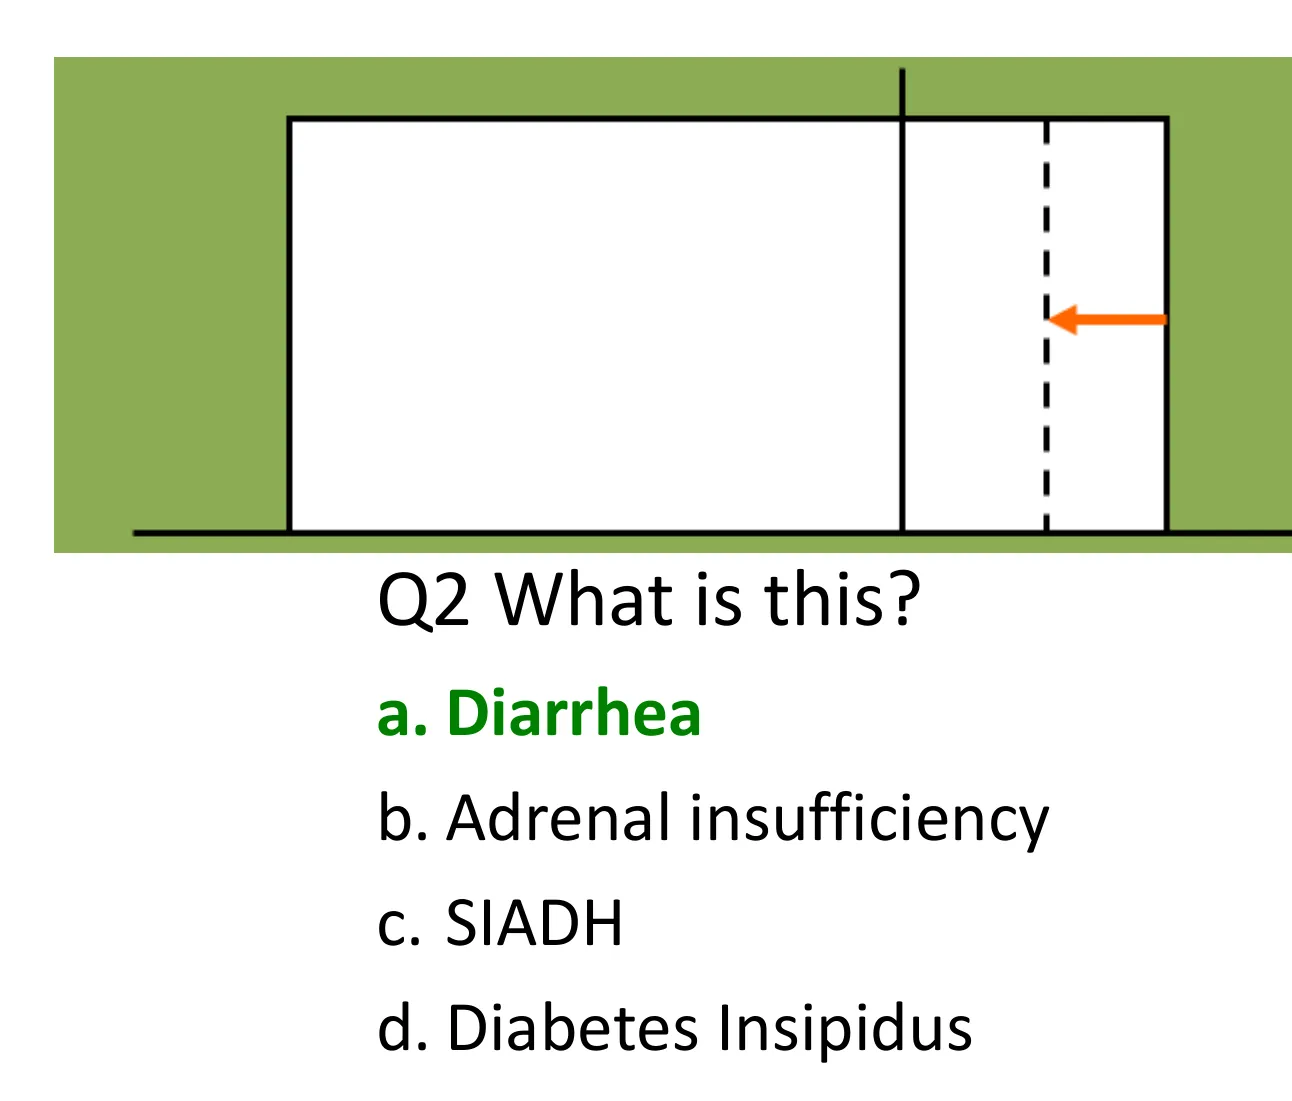 Q2 What is this?
a. Diarrhea
b. Adrenal insufficiency
c. SIADH
d. Diabetes Insipidus